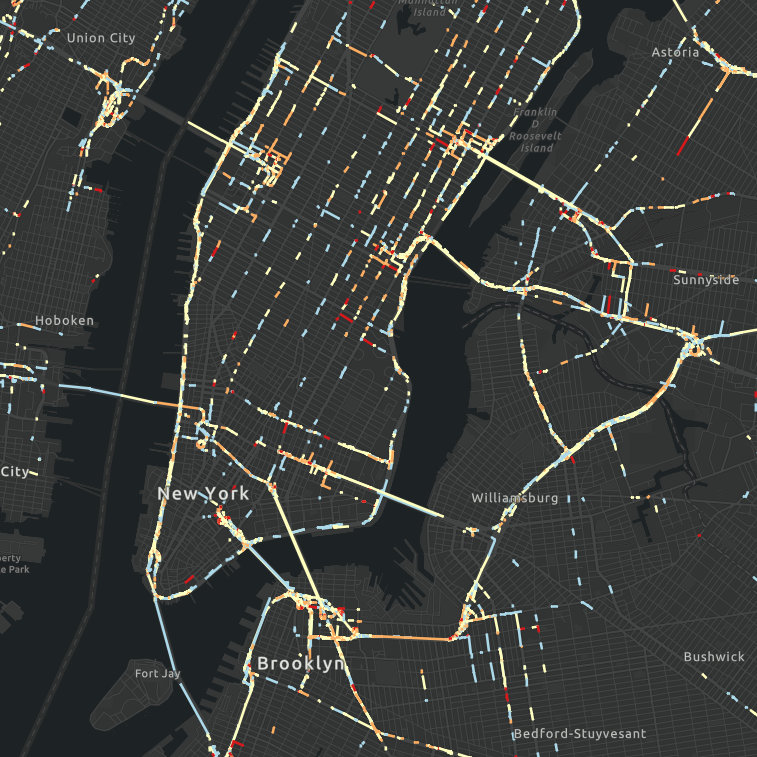 Manhattan
Island
Union City
Astoria
Franklin
D
Roosevelt
Island
Sunnyside
Hoboken
City
New York
Williamsburg
perty
e Park
Brooklyn
Bushwick
Fort Jay
Bedford-Stuyvesant